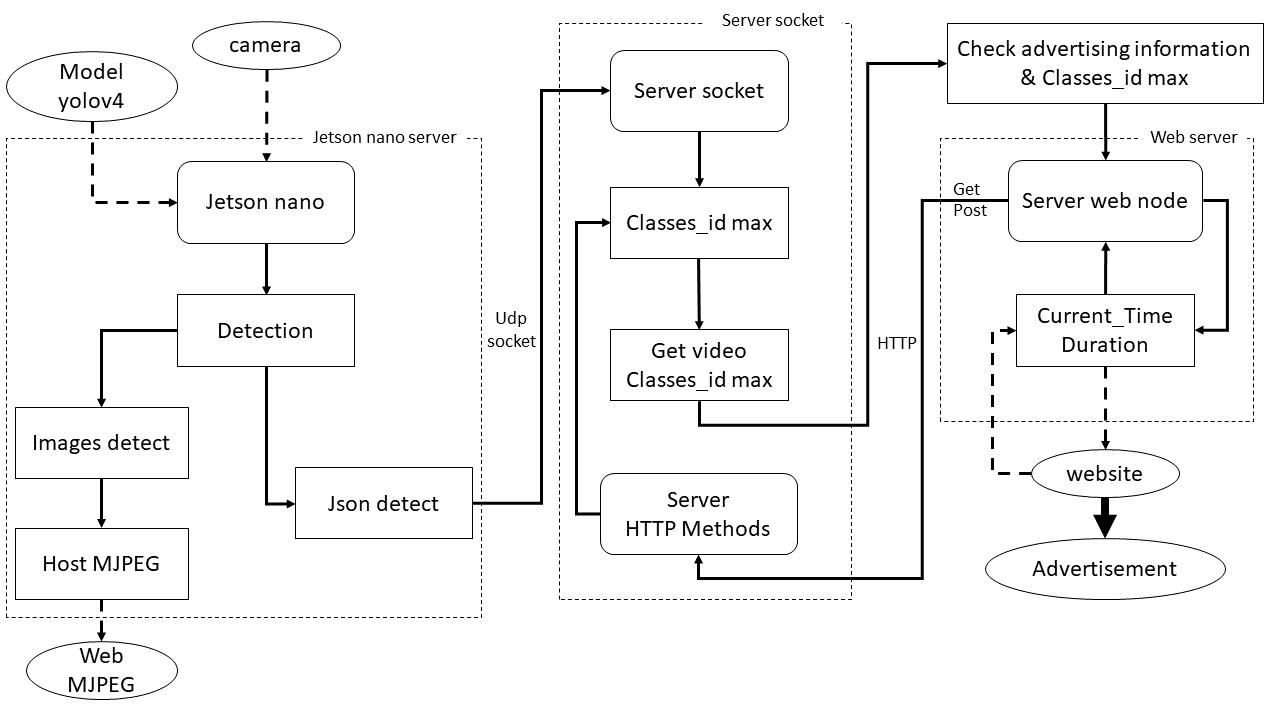 camera
Model
yolov4
Jetson nano server
Jetson nano
Detection
Images detect
Json detect
Host MJPEG
Web
MJPEG
Udp
socket
Server socket
Server socket
Classes_id max
Get video
Classes_id max
Server
HTTP Methods
HTTP
Check advertising information
& Classes_id max
Web server
Get
Post
Server web node
Current_Time
Duration
website
Advertisement